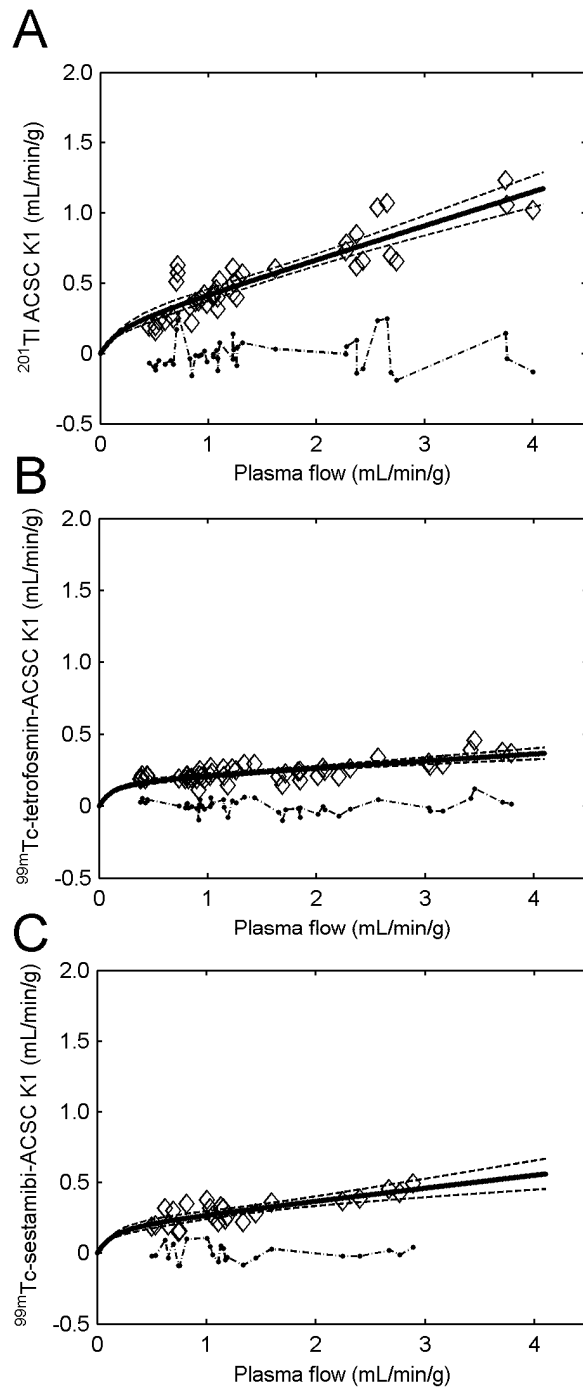 A
2.0
1.5
1.0
0.5
0
-0.5
²⁰¹Tl ACSC K1 (mL/min/g)
0 1 2 3 4
Plasma flow (mL/min/g)
B
2.0
1.5
1.0
0.5
0
-0.5
⁹⁹ᵐTc-tetrofosmin-ACSC K1 (mL/min/g)
0 1 2 3 4
Plasma flow (mL/min/g)
C
2.0
1.5
1.0
0.5
0
-0.5
⁹⁹ᵐTc-sestamibi-ACSC K1 (mL/min/g)
0 1 2 3 4
Plasma flow (mL/min/g)